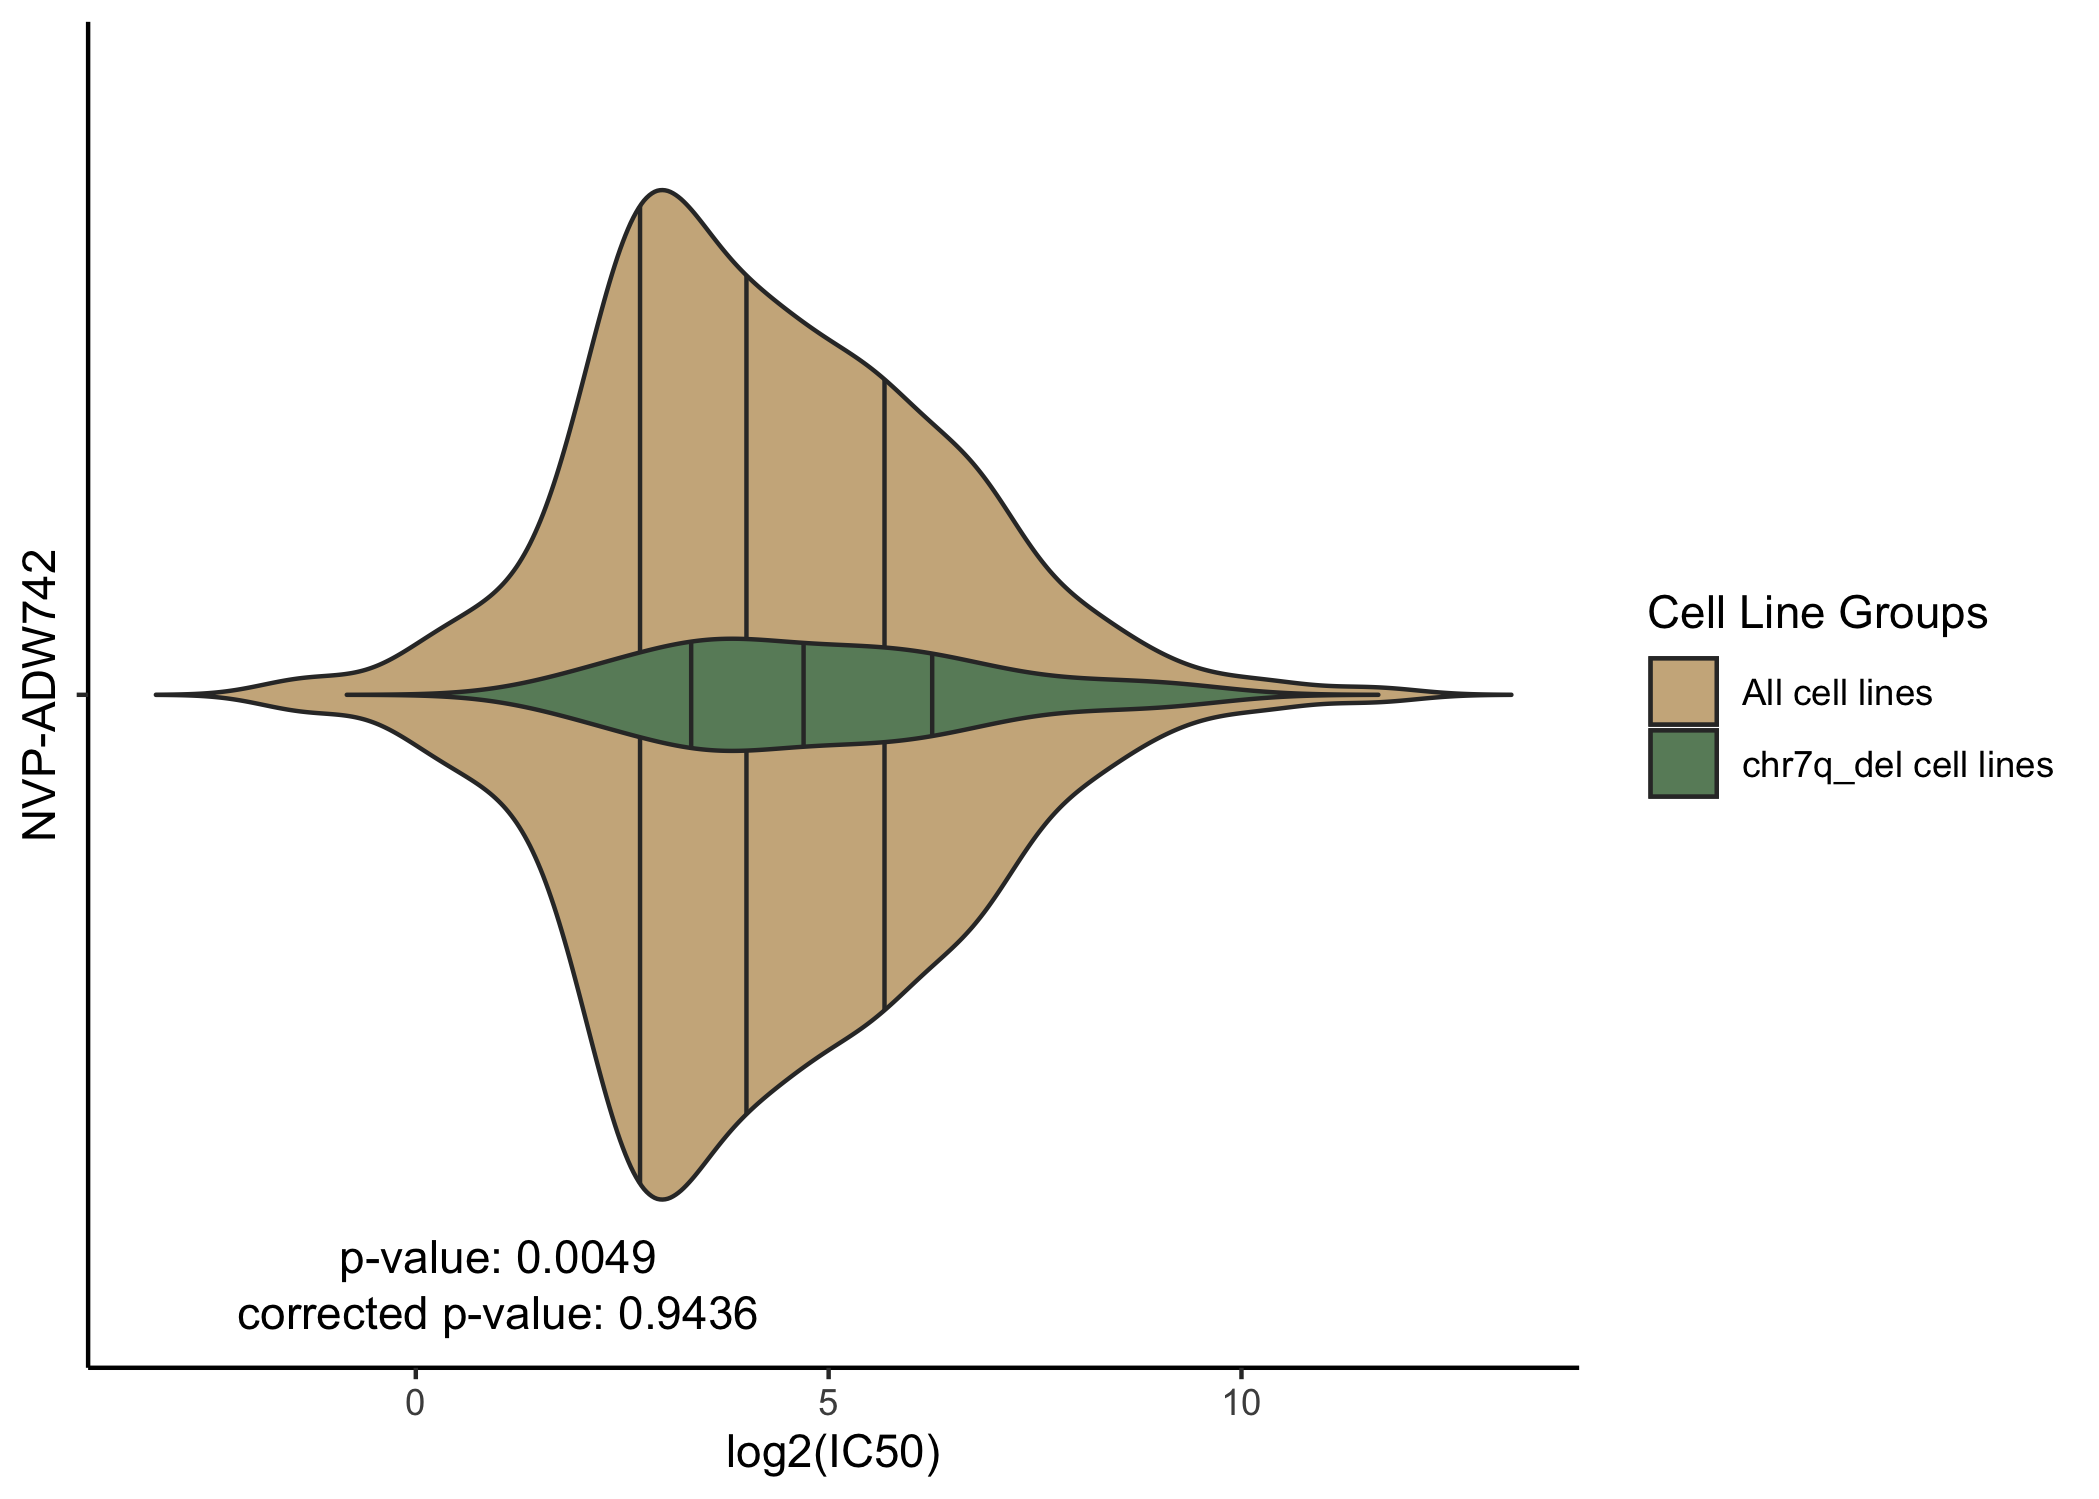 NVP-ADW742
Cell Line Groups
All cell lines
chr7q_del cell lines
p-value: 0.0049
corrected p-value: 0.9436
0 5 10
log2(IC50)